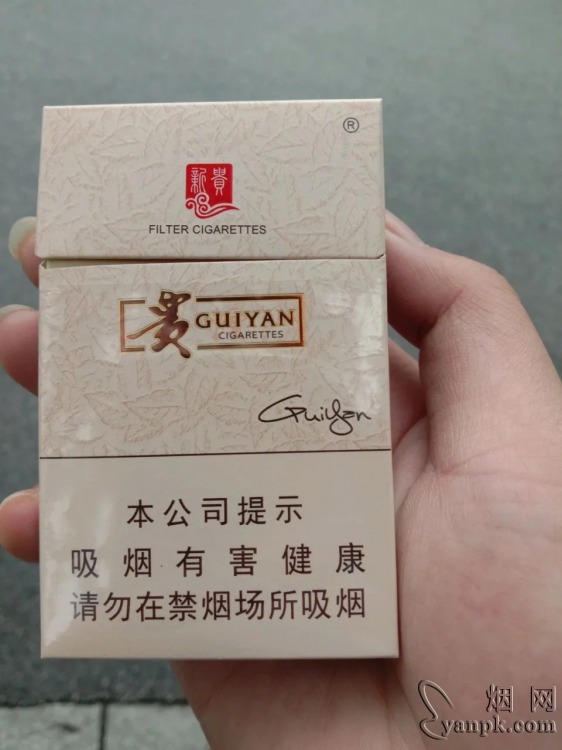 ®
新貴
FILTER CIGARETTES
贵 GUIYAN
CIGARETTES
GuiYan
本公司提示
吸烟有害健康
请勿在禁烟场所吸烟
烟网
yanpk.com